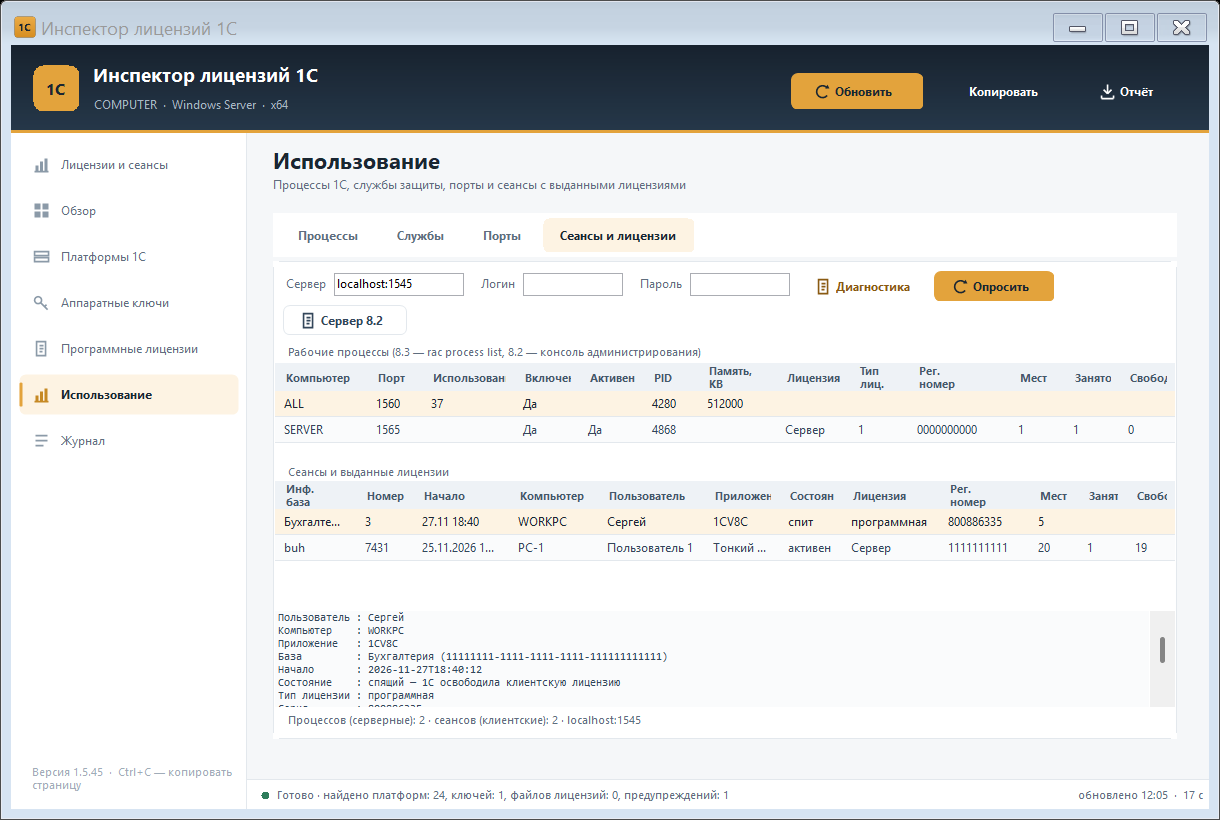 1C Инспектор лицензий 1С
1C Инспектор лицензий 1С
COMPUTER · Windows Server · x64
Обновить Копировать Отчёт
Лицензии и сеансы
Обзор
Платформы 1С
Аппаратные ключи
Программные лицензии
Использование
Журнал
Версия 1.5.45 · Ctrl+C — копировать
страницу
Использование
Процессы 1С, службы защиты, порты и сеансы с выданными лицензиями
Процессы Службы Порты Сеансы и лицензии
Сервер localhost:1545 Логин Пароль Диагностика Опросить
Сервер 8.2
Рабочие процессы (8.3 — rac process list, 8.2 — консоль администрирования)
Компьютер Порт Использован Включен Активен PID Память, КВ Лицензия Тип лиц. Рег. номер Мест Занято Свобод
ALL 1560 37 Да 4280 512000
SERVER 1565 Да Да 4868 Сервер 1 0000000000 1 1 0
Сеансы и выданные лицензии
Инф. база Номер Начало Компьютер Пользователь Приложен Состоян Лицензия Рег. номер Мест Занят Свобо
Бухгалте... 3 27.11 18:40 WORKPC Сергей 1CV8C спит программная 800886335 5
buh 7431 25.11.2026 1... PC-1 Пользователь 1 Тонкий ... активен Сервер 1111111111 20 1 19
Пользователь : Сергей
Компьютер : WORKPC
Приложение : 1CV8C
База : Бухгалтерия (11111111-1111-1111-1111-111111111111)
Начало : 2026-11-27T18:40:12
Состояние : спящий — 1С освободила клиентскую лицензию
Тип лицензии : программная
Процессов (серверные): 2 · сеансов (клиентские): 2 · localhost:1545
Готово · найдено платформ: 24, ключей: 1, файлов лицензий: 0, предупреждений: 1
обновлено 12:05 · 17 с